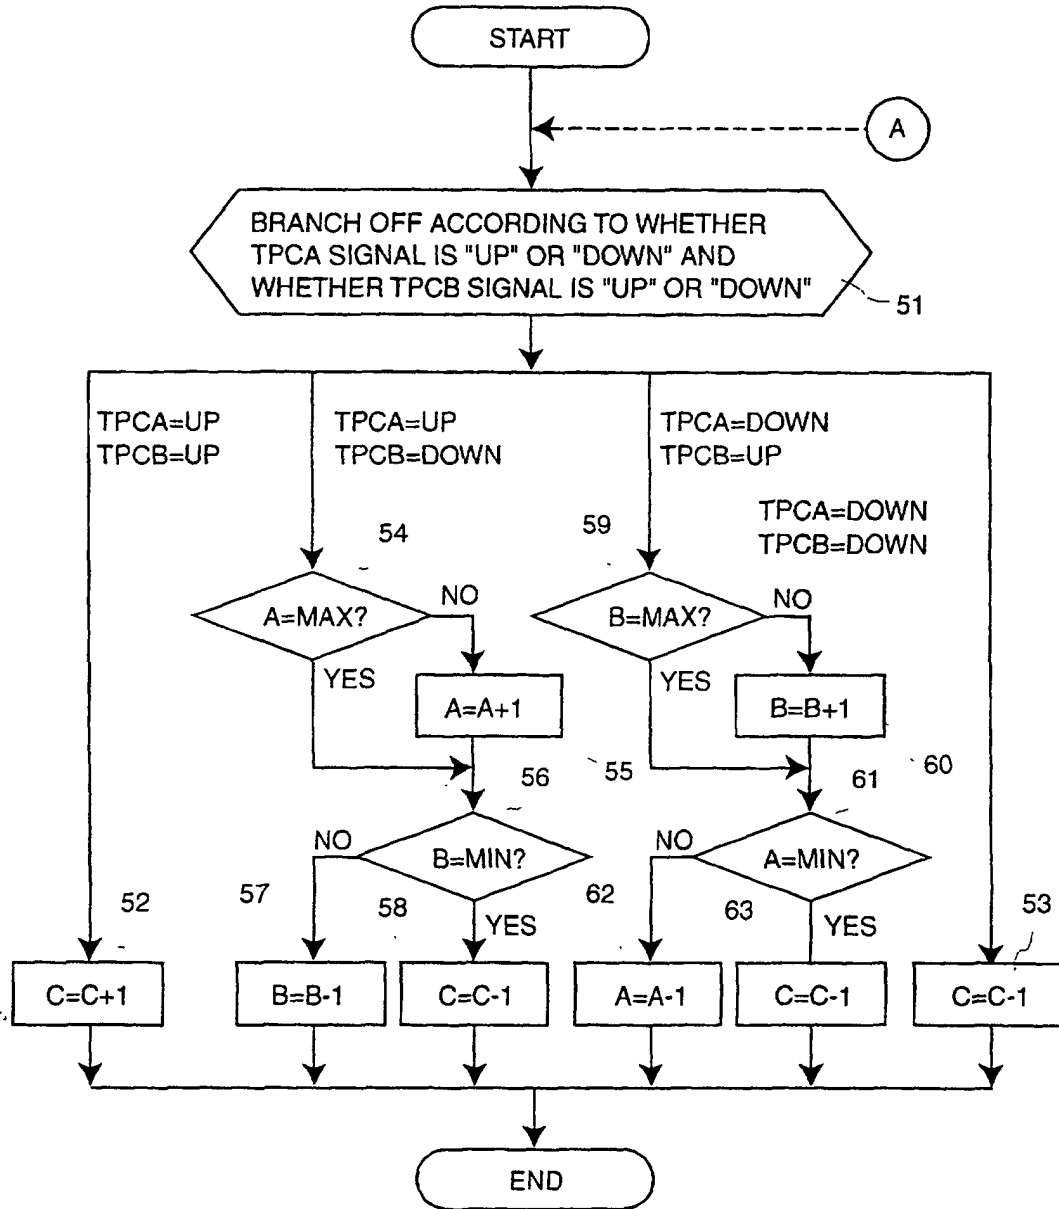 START
A
BRANCH OFF ACCORDING TO WHETHER
TPCA SIGNAL IS "UP" OR "DOWN" AND
WHETHER TPCB SIGNAL IS "UP" OR "DOWN"
51
TPCA=UP
TPCB=UP
TPCA=UP
TPCB=DOWN
TPCA=DOWN
TPCB=UP
TPCA=DOWN
TPCB=DOWN
54
59
A=MAX?
NO
B=MAX?
NO
YES
YES
A=A+1
B=B+1
55
60
56
61
NO
B=MIN?
NO
A=MIN?
52
57
58
YES
62
63
YES
53
C=C+1
B=B-1
C=C-1
A=A-1
C=C-1
C=C-1
END